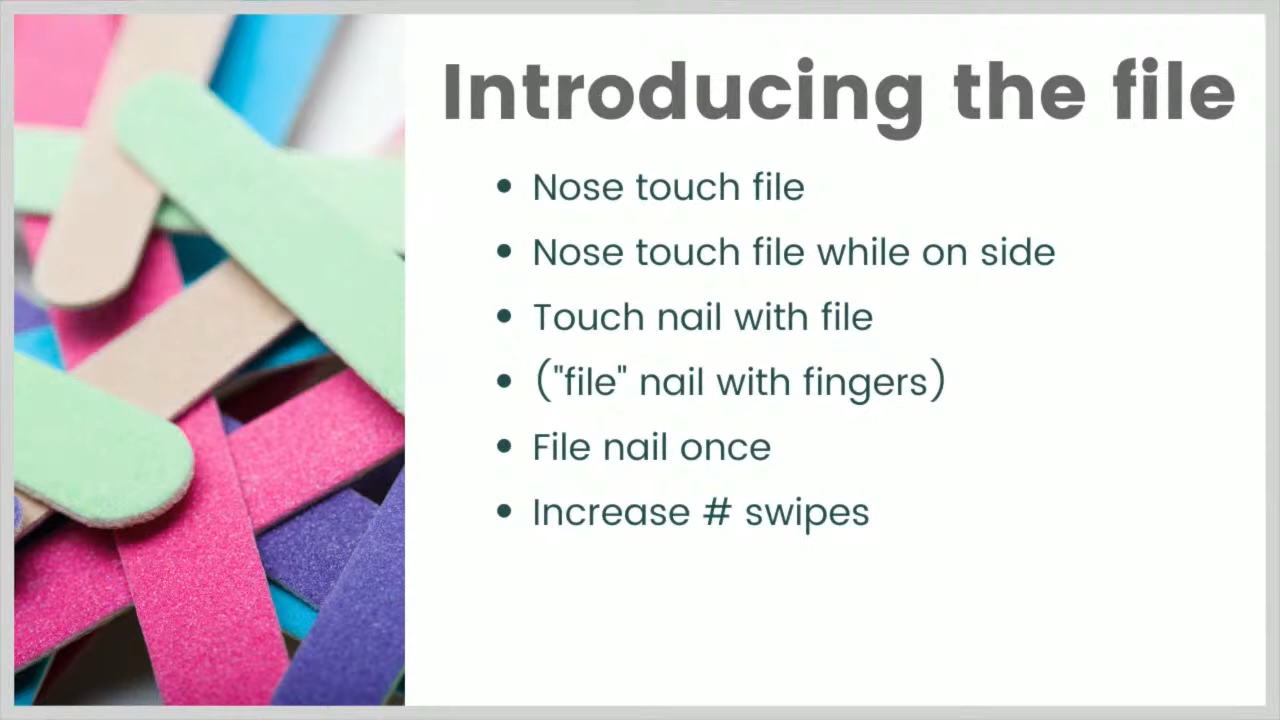 Introducing the file
• Nose touch file
• Nose touch file while on side
• Touch nail with file
• ("file" nail with fingers)
• File nail once
• Increase # swipes